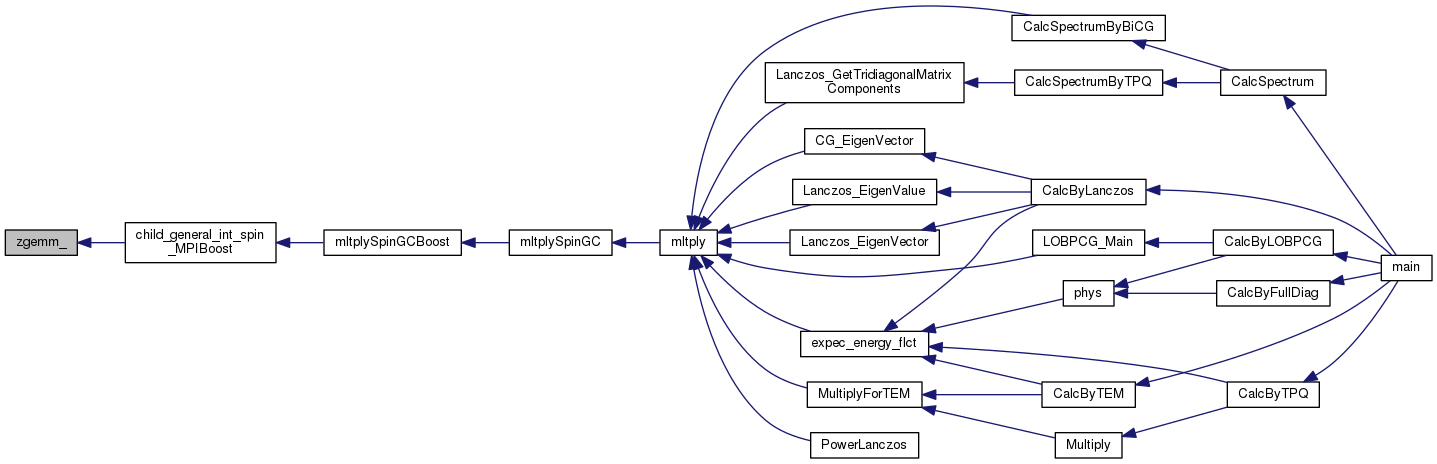 CalcSpectrumByBiCG
Lanczos_GetTridiagonalMatrix
Components
CalcSpectrumByTPQ
CalcSpectrum
CG_EigenVector
Lanczos_EigenValue
CalcByLanczos
zgemm_
child_general_int_spin
_MPIBoost
mltplySpinGCBoost
mltplySpinGC
mltply
Lanczos_EigenVector
LOBPCG_Main
CalcByLOBPCG
main
phys
CalcByFullDiag
expec_energy_flct
MultiplyForTEM
CalcByTEM
CalcByTPQ
PowerLanczos
Multiply